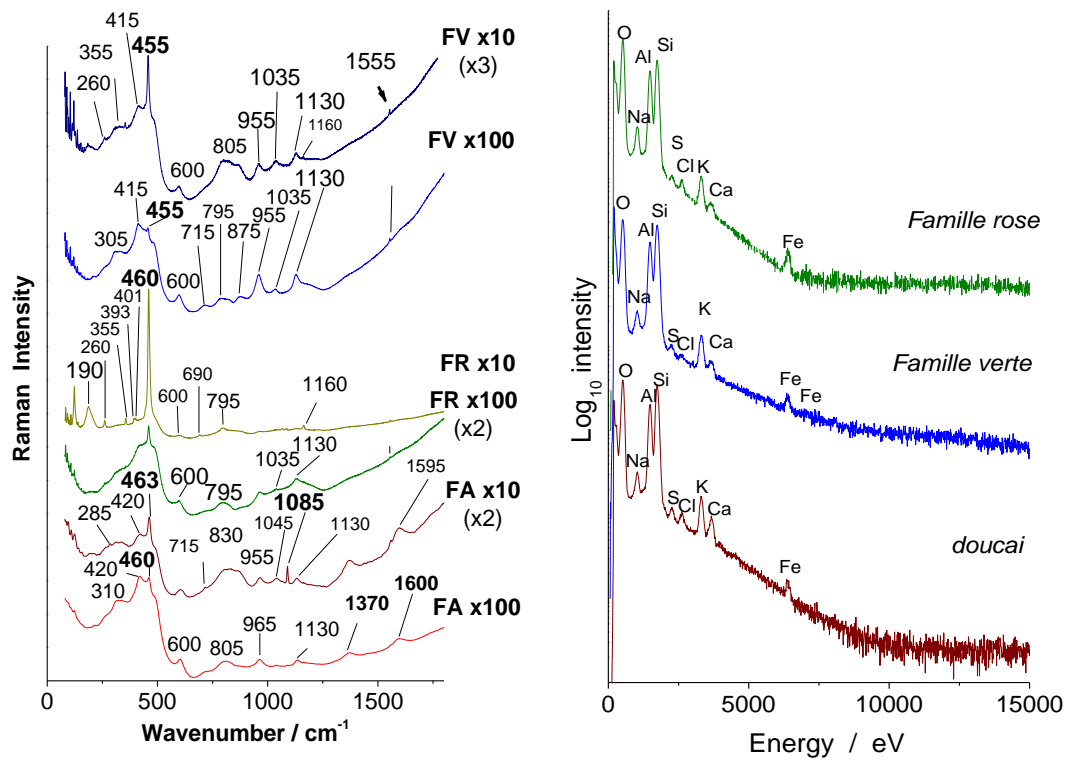 415
455
FV x10
355
(x3)
1555
260
1035
1130
955
1160
805
600
FV x100
1130
415
455
1035
795
955
305
715
875
600
460
401
393
355
260
FR x10
190
690
1160
600
795
FR x100
(x2)
1130
1035
1595
600
463
795
1085
FA x10
420
(x2)
285
830
1045
1130
460
715
955
420
1600
310
FA x100
1370
965
1130
600
805
0
500
1000
1500
Wavenumber / cm-1
Raman Intensity
O
Si
Al
Na
S
Cl
K
Ca
Famille rose
Fe
O
Si
Al
Na
K
S
Cl
Ca
Famille verte
Fe
Fe
O
Si
Al
Na
K
S
Cl
Ca
doucai
Fe
0
5000
10000
15000
Energy / eV
Log10 intensity